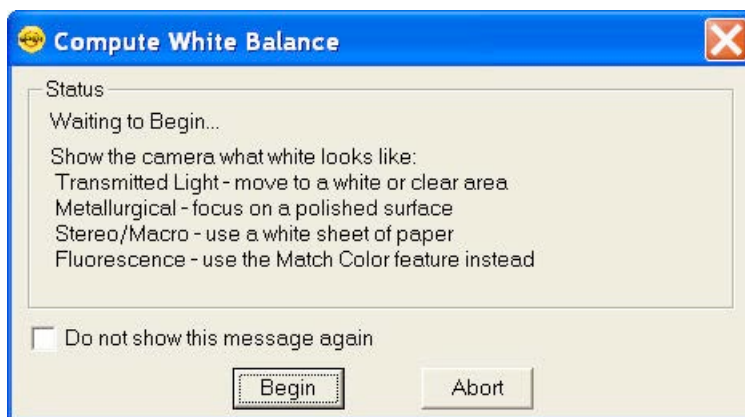 Compute White Balance
Status
Waiting to Begin...
Show the camera what white looks like:
Transmitted Light - move to a white or clear area
Metallurgical - focus on a polished surface
Stereo/Macro - use a white sheet of paper
Fluorescence - use the Match Color feature instead
Do not show this message again
Begin Abort